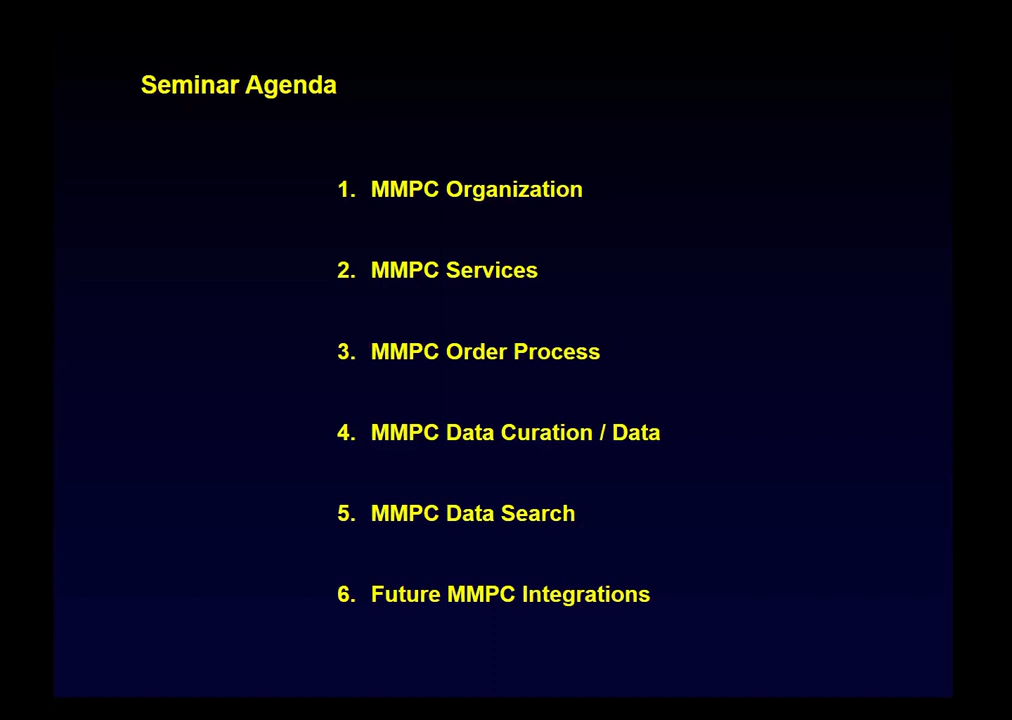 Seminar Agenda
1. MMPC Organization
2. MMPC Services
3. MMPC Order Process
4. MMPC Data Curation / Data
5. MMPC Data Search
6. Future MMPC Integrations